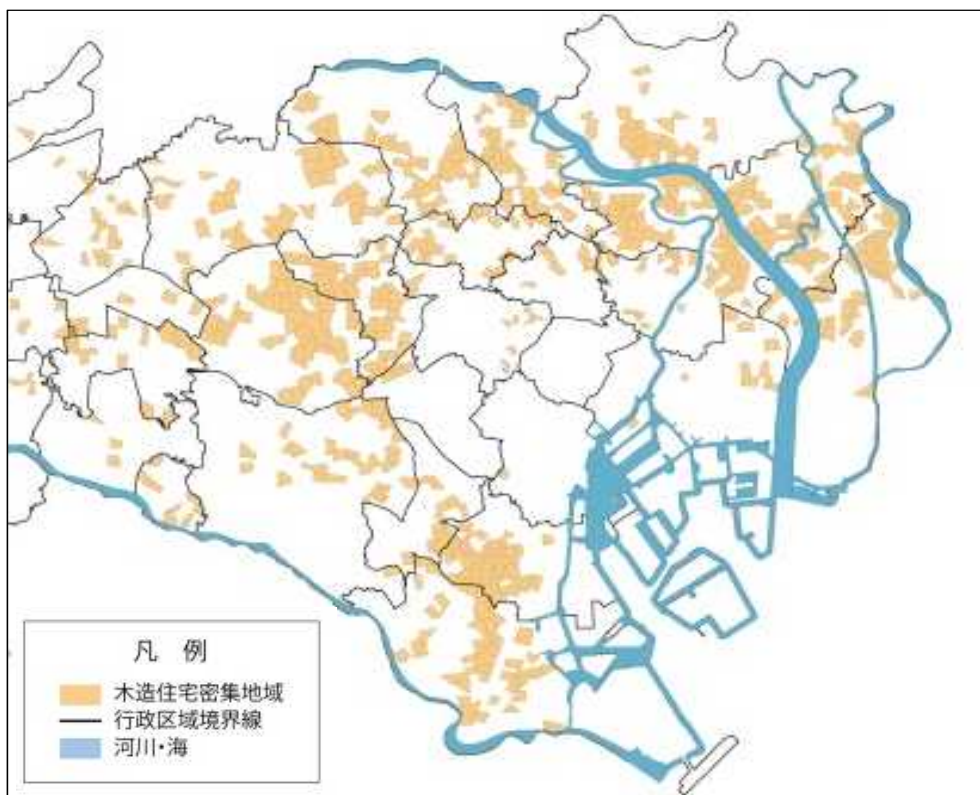 凡 例
木造住宅密集地域
行政区域境界線
河川・海